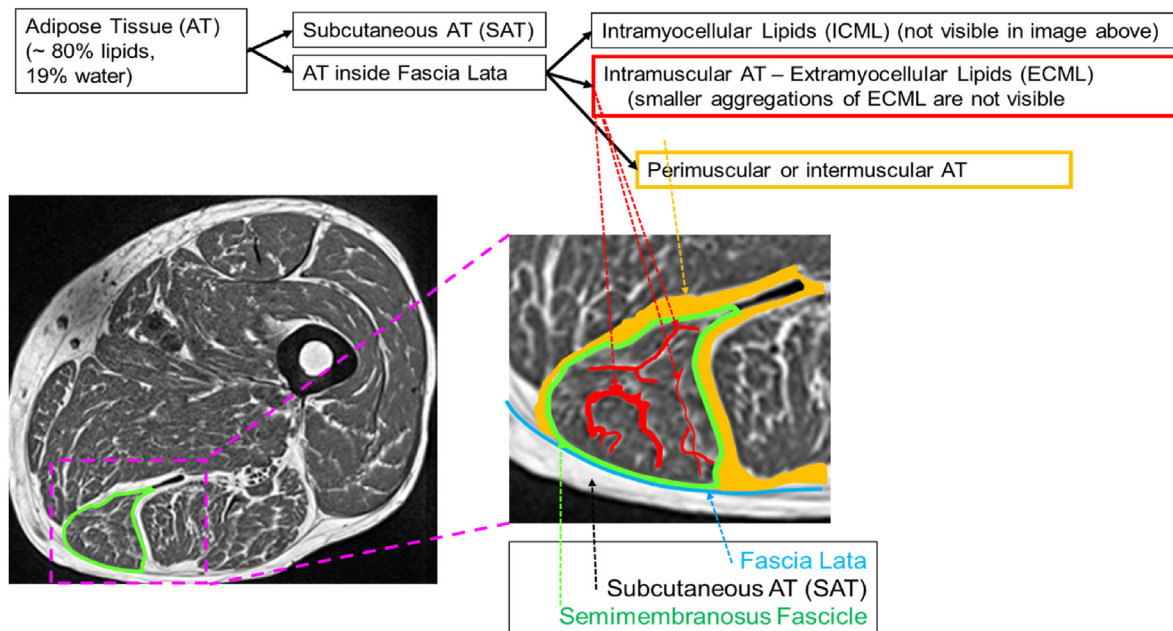 Adipose Tissue (AT)
(~ 80% lipids,
19% water)
Subcutaneous AT (SAT)
AT inside Fascia Lata
Intramyocellular Lipids (ICML) (not visible in image above)
Intramuscular AT – Extramyocellular Lipids (ECML)
(smaller aggregations of ECML are not visible
Perimuscular or intermuscular AT
Fascia Lata
Subcutaneous AT (SAT)
Semimembranosus Fascicle